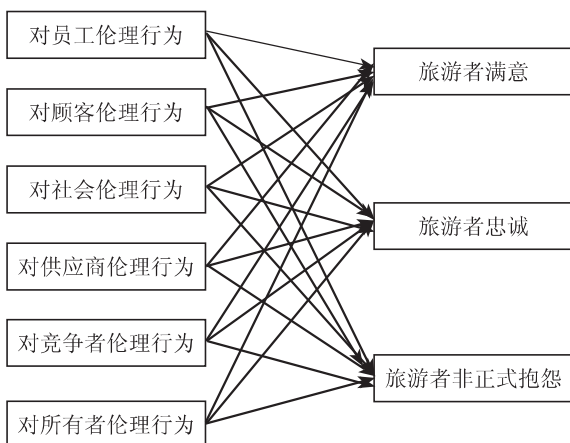 对员工伦理行为
旅游者满意
对顾客伦理行为
对社会伦理行为
旅游者忠诚
对供应商伦理行为
对竞争者伦理行为
旅游者非正式抱怨
对所有者伦理行为